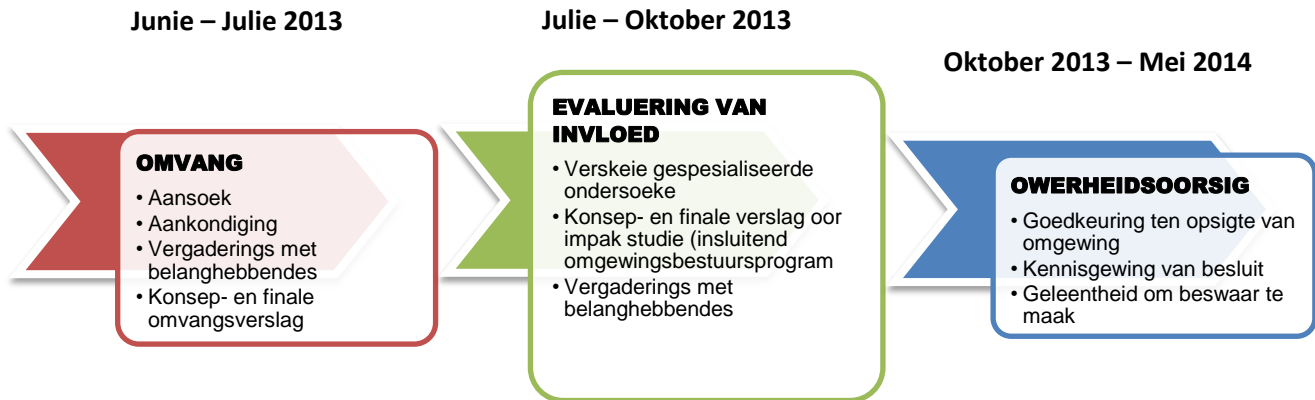 Junie – Julie 2013
OMVANG
• Aansoek
• Aankondiging
• Vergaderings met
belanghebbendes
• Konsep- en finale
omvangsverslag
Julie – Oktober 2013
EVALUERING VAN
INVLOED
• Verskeie gespesialiseerde
ondersoeke
• Konsep- en finale verslag oor
impak studie (insluitend
omgewingsbestuursprogram
• Vergaderings met
belanghebbendes
Oktober 2013 – Mei 2014
OWERHEIDSOORSIG
• Goedkeuring ten opsigte van
omgewing
• Kennisgewing van besluit
• Geleentheid om beswaar te
maak